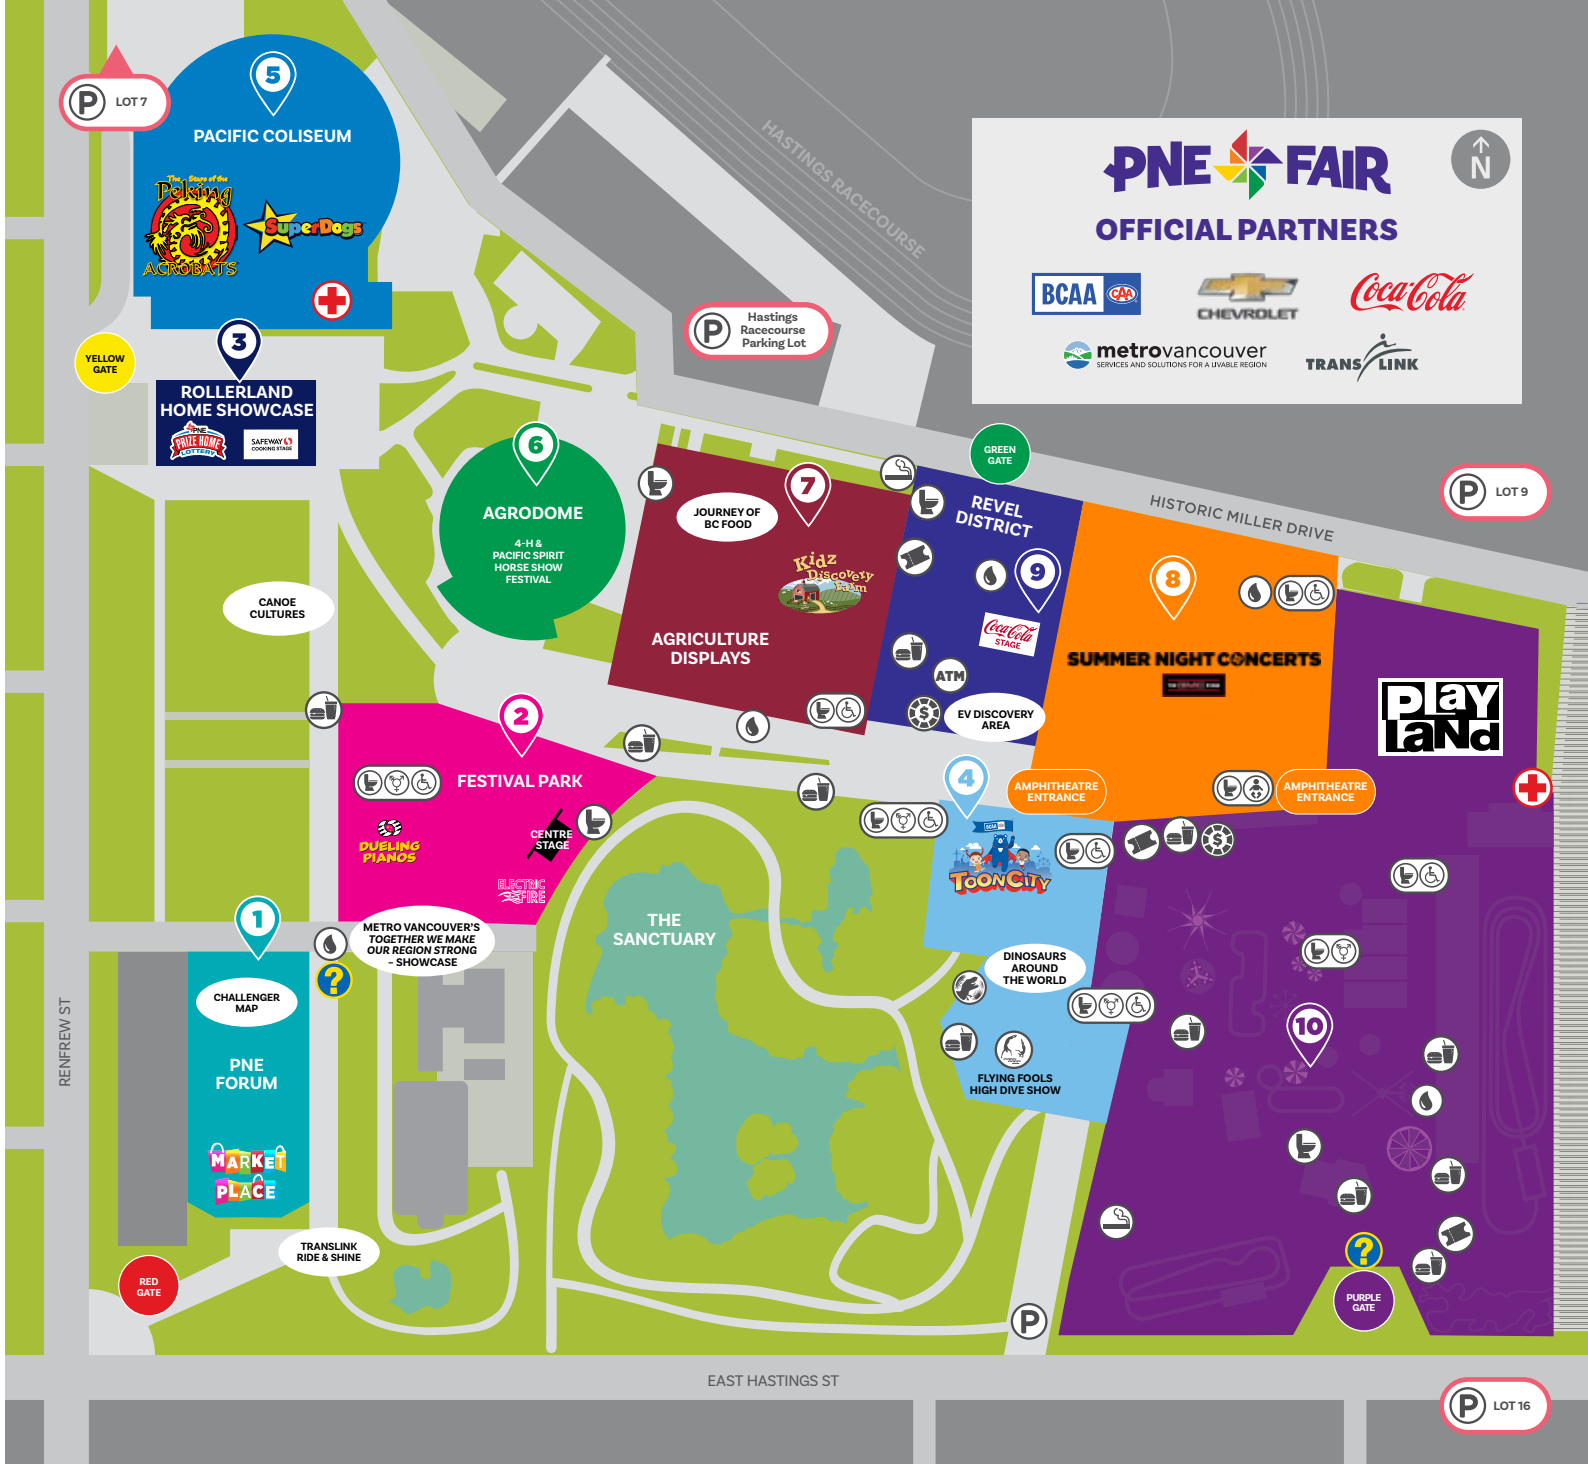 5
P LOT 7
PACIFIC COLISEUM
The Stars of the
Peking
ACROBATS
SuperDogs
HASTINGS RACECOURSE
PNE FAIR
N
OFFICIAL PARTNERS
BCAA CAA
CHEVROLET
Coca-Cola
metrovancouver
SERVICES AND SOLUTIONS FOR A LIVABLE REGION
TRANSLINK
P
Hastings
Racecourse
Parking Lot
YELLOW
GATE
3
ROLLERLAND
HOME SHOWCASE
PNE
PRIZE HOME
LOTTERY
SAFEWAY
COOKING STAGE
6
AGRODOME
4-H &
PACIFIC SPIRIT
HORSE SHOW
FESTIVAL
7
JOURNEY OF
BC FOOD
Kidz
Discovery
Farm
AGRICULTURE
DISPLAYS
GREEN
GATE
REVEL
DISTRICT
9
Coca-Cola
STAGE
ATM
$
EV DISCOVERY
AREA
HISTORIC MILLER DRIVE
P LOT 9
8
SUMMER NIGHT CONCERTS
PLAY
LAND
CANOE
CULTURES
2
FESTIVAL PARK
DUELING
PIANOS
CENTRE
STAGE
ELECTRIC
FIRE
4
AMPHITHEATRE
ENTRANCE
AMPHITHEATRE
ENTRANCE
BCAA
TOONCITY
$
1
METRO VANCOUVER'S
TOGETHER WE MAKE
OUR REGION STRONG
– SHOWCASE
?
THE
SANCTUARY
DINOSAURS
AROUND
THE WORLD
FLYING FOOLS
HIGH DIVE SHOW
10
CHALLENGER
MAP
PNE
FORUM
MARKET
PLACE
RENFREW ST
TRANSLINK
RIDE & SHINE
RED
GATE
P
?
PURPLE
GATE
EAST HASTINGS ST
P LOT 16